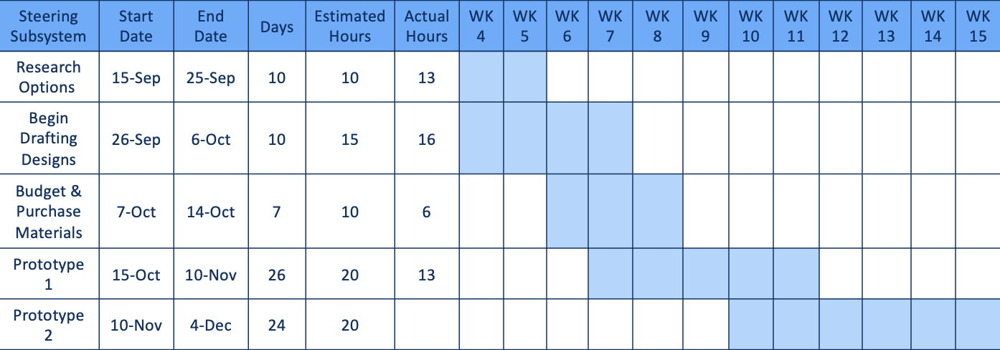 Steering Subsystem Start Date End Date Days Estimated Hours Actual Hours WK 4 WK 5 WK 6 WK 7 WK 8 WK 9 WK 10 WK 11 WK 12 WK 13 WK 14 WK 15
Research Options 15-Sep 25-Sep 10 10 13
Begin Drafting Designs 26-Sep 6-Oct 10 15 16
Budget & Purchase Materials 7-Oct 14-Oct 7 10 6
Prototype 1 15-Oct 10-Nov 26 20 13
Prototype 2 10-Nov 4-Dec 24 20